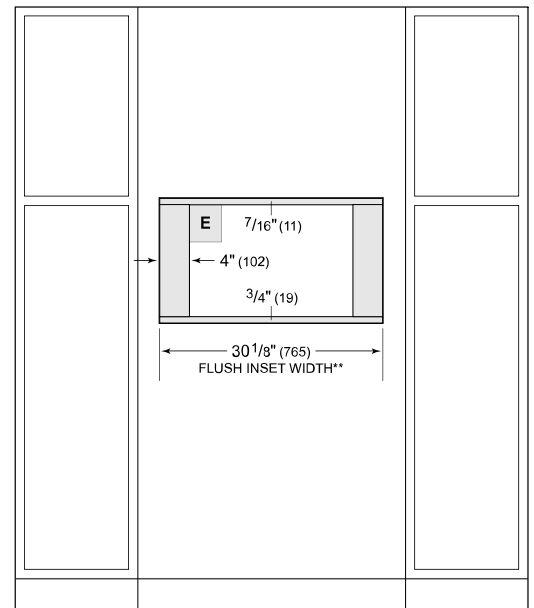 E
7/16" (11)
4" (102)
3/4" (19)
30 1/8" (765)
FLUSH INSET WIDTH**